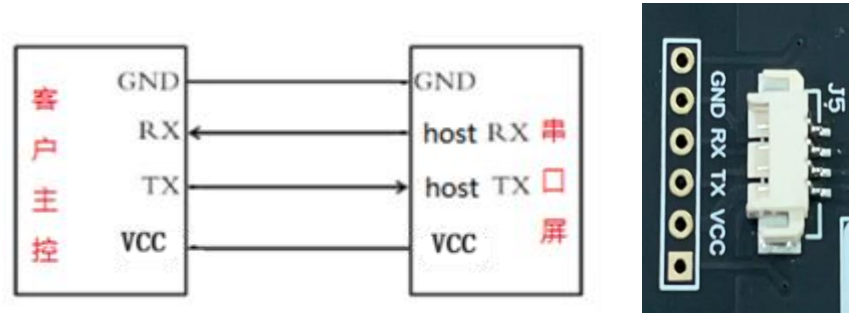 客户主控
GND
RX
TX
VCC
GND
host RX
host TX
VCC
串口屏
GND RX TX VCC
J5